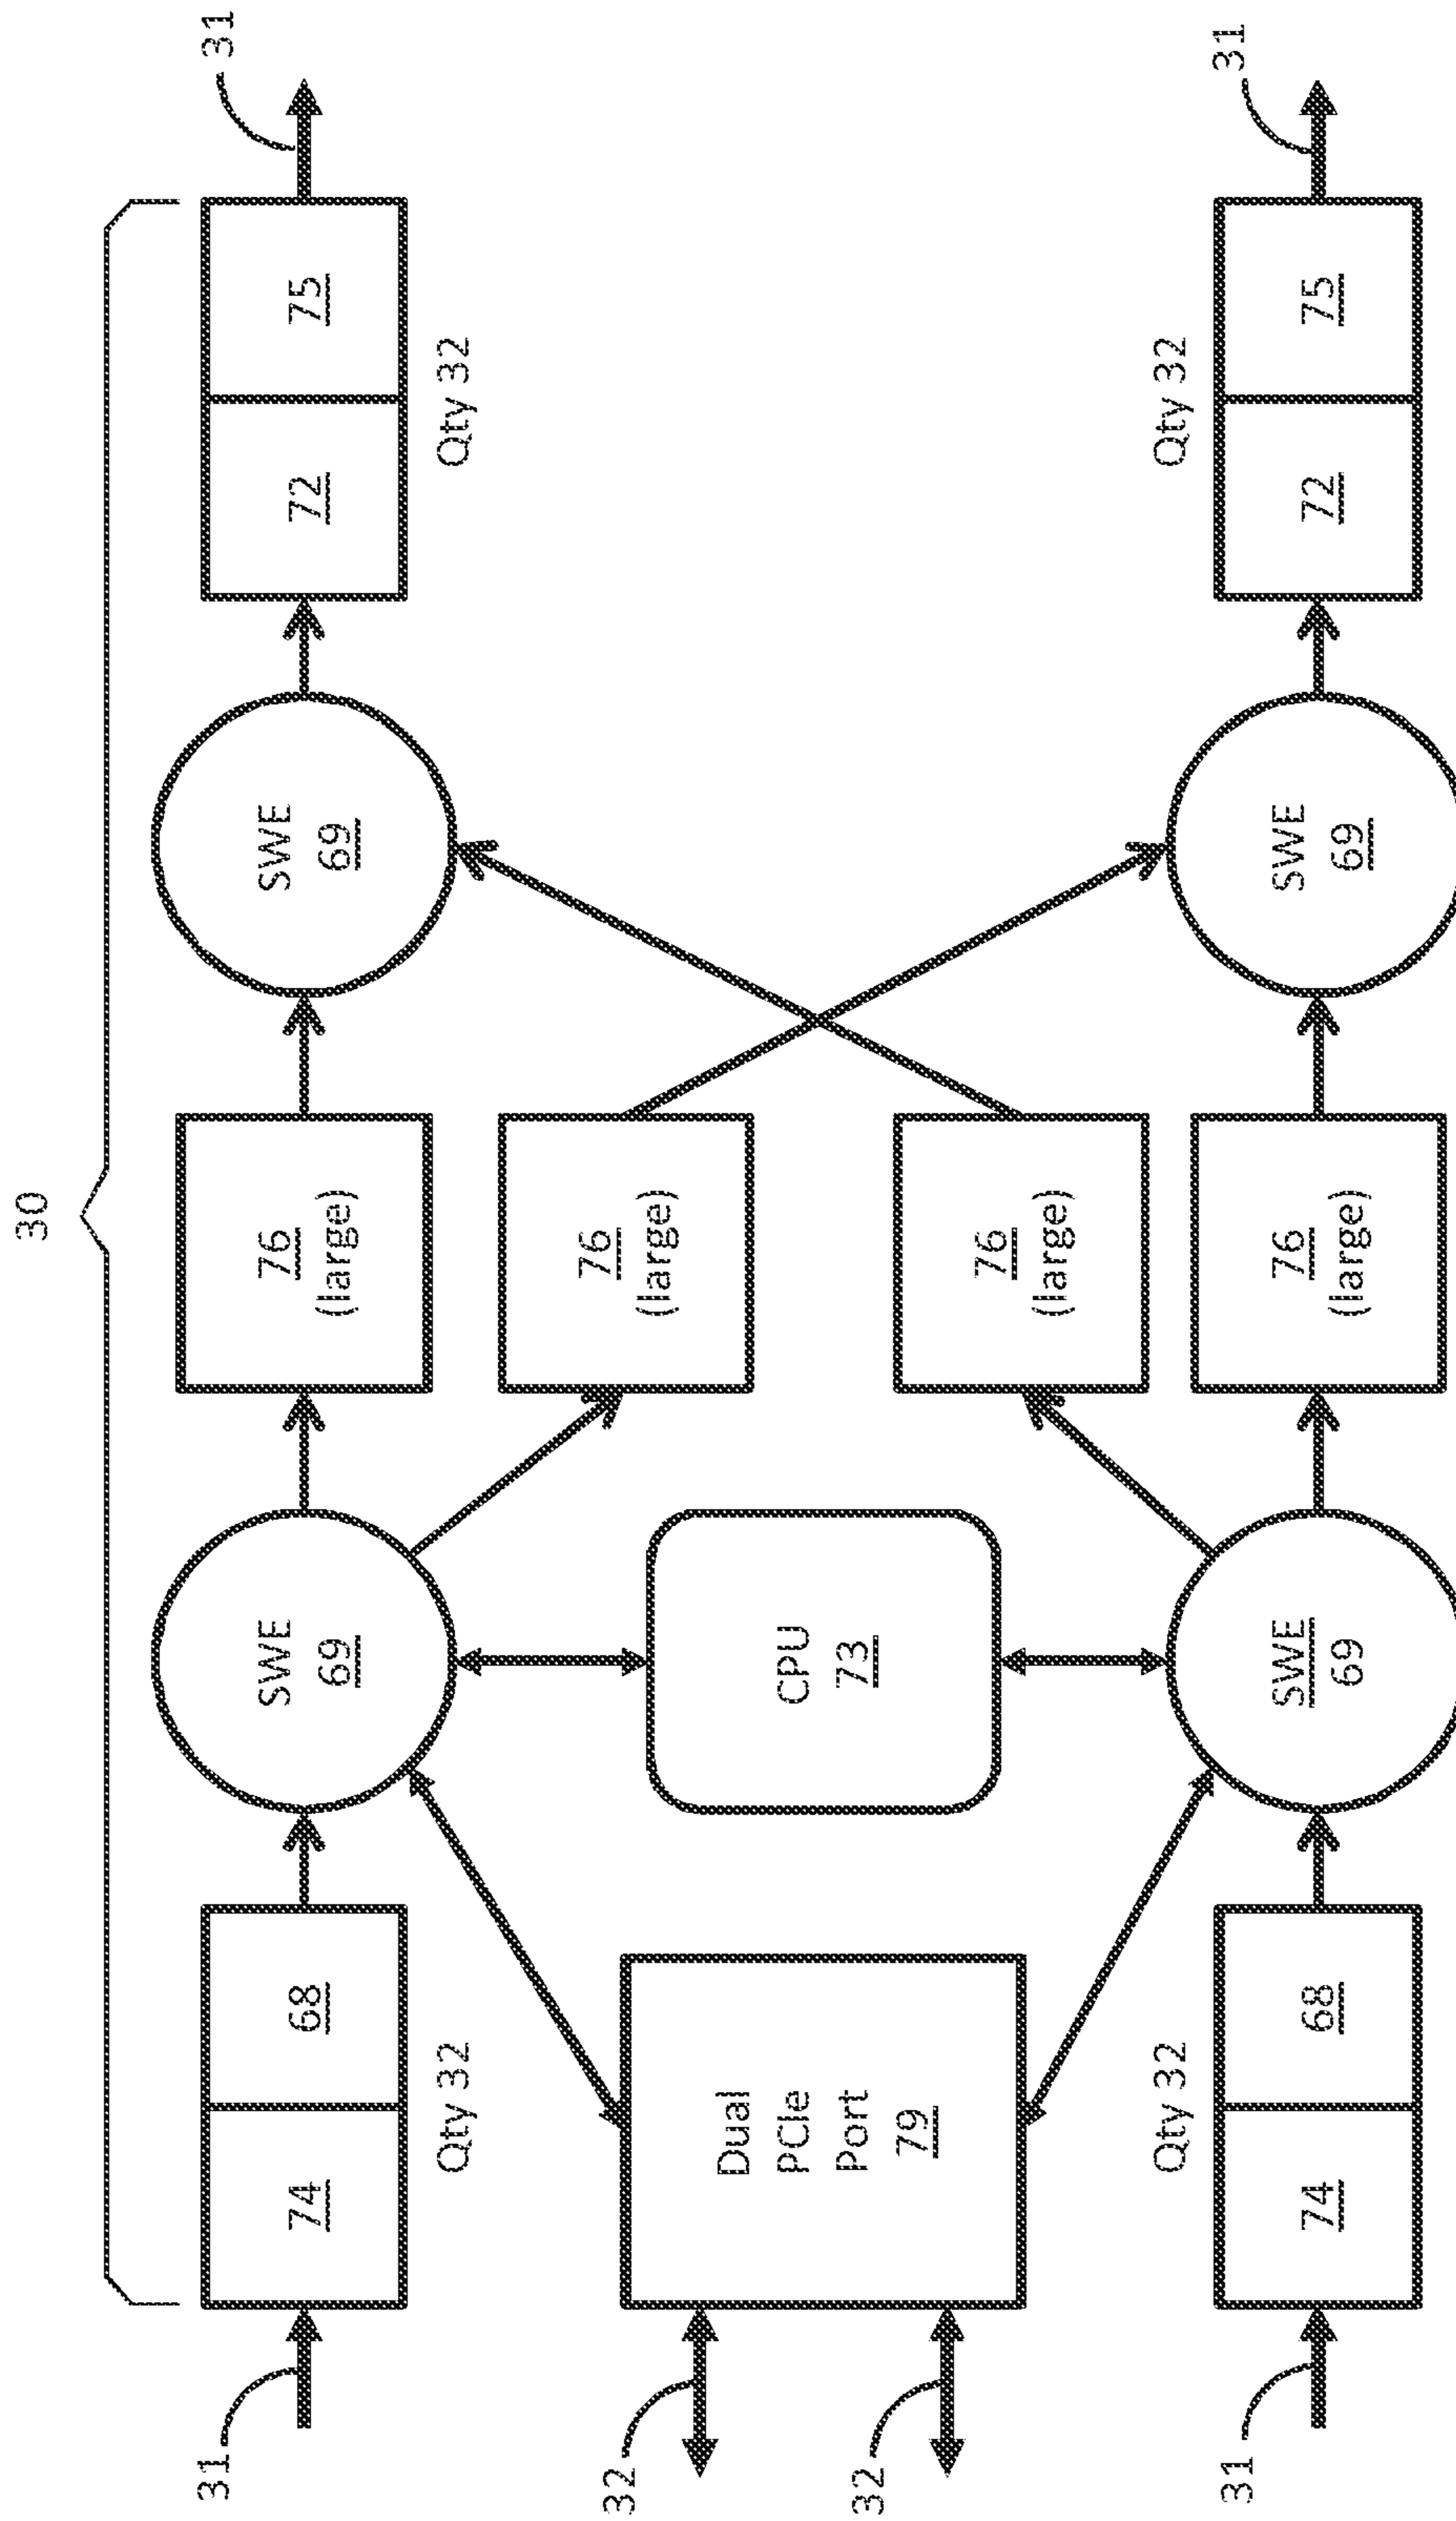 30
31
74
68
Qty 32
SWE
69
76
(large)
SWE
69
72
75
Qty 32
31
76
(large)
32
32
Dual
PCIe
Port
79
CPU
73
76
(large)
31
Qty 32
74
68
SWE
69
76
(large)
SWE
69
Qty 32
72
75
31